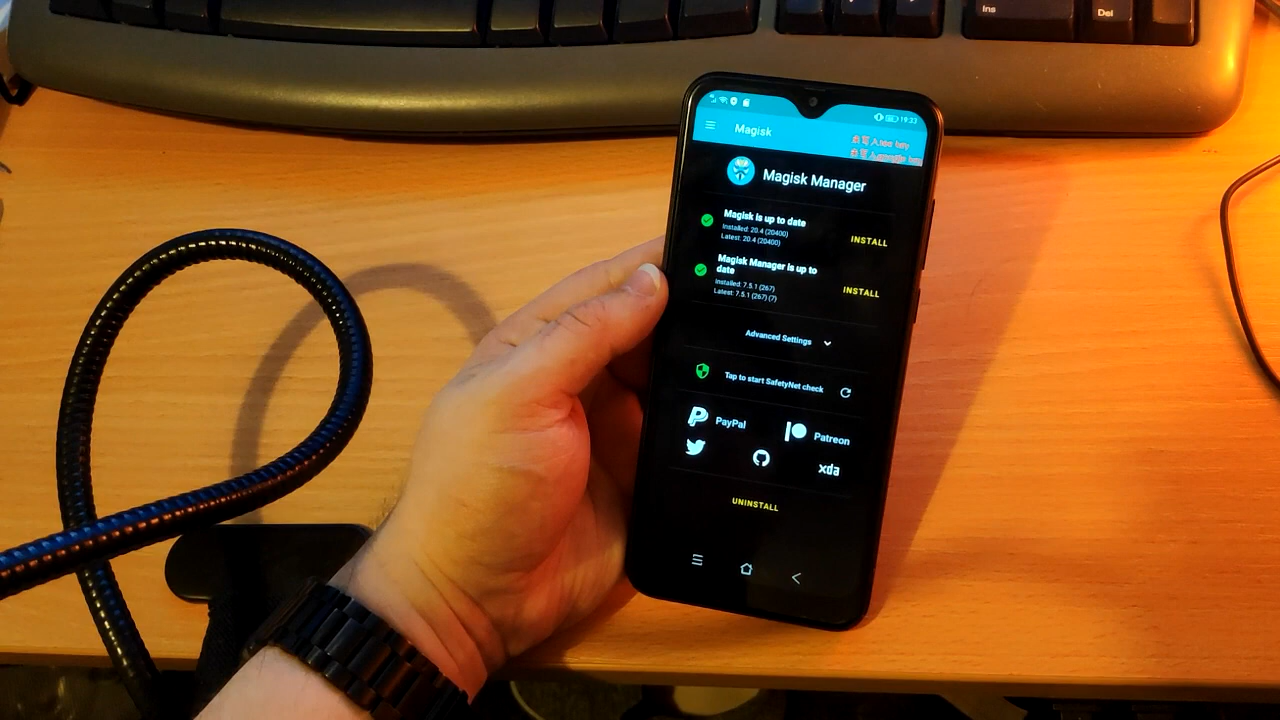 Ins
Del
19:33
Magisk
Magisk Manager
Magisk is up to date
Installed: 20.4 (20400)
Latest: 20.4 (20400)
INSTALL
Magisk Manager is up to
date
Installed: 7.5.1 (267)
Latest: 7.5.1 (267) (7)
INSTALL
Advanced Settings
Tap to start SafetyNet check
PayPal
Patreon
xda
UNINSTALL